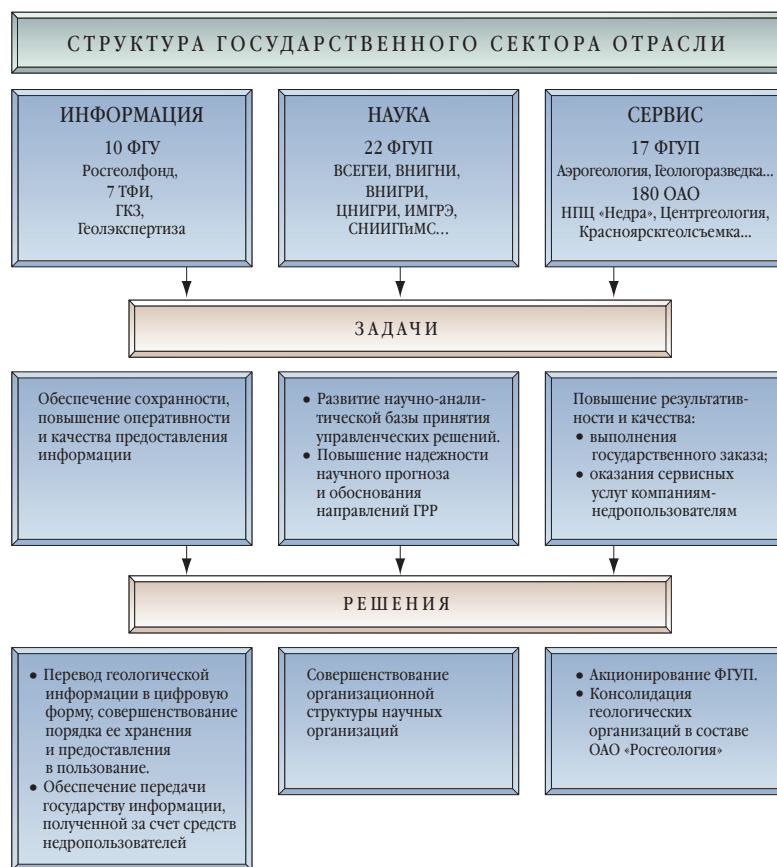 СТРУКТУРА ГОСУДАРСТВЕННОГО СЕКТОРА ОТРАСЛИ
ИНФОРМАЦИЯ
10 ФГУ
Росгеолфонд,
7 ТФИ,
ГКЗ,
Геолэкспертиза
НАУКА
22 ФГУП
ВСЕГЕИ, ВНИГНИ,
ВНИГРИ,
ЦНИГРИ, ИМГРЭ,
СНИИГГиМС...
СЕРВИС
17 ФГУП
Аэрогеология, Геологоразведка...
180 ОАО
НПЦ «Недра», Центргеология,
Красноярскгеолсъемка...
ЗАДАЧИ
Обеспечение сохранности,
повышение оперативности
и качества предоставления
информации
• Развитие научно-анали-
тической базы принятия
управленческих решений.
• Повышение надежности
научного прогноза
и обоснования
направлений ГРР
Повышение результатив-
ности и качества:
• выполнения
государственного заказа;
• оказания сервисных
услуг компаниям-
недропользователям
РЕШЕНИЯ
• Перевод геологической
информации в цифровую
форму, совершенствование
порядка ее хранения
и предоставления
в пользование.
• Обеспечение передачи
государству информации,
полученной за счет средств
недропользователей
Совершенствование
организационной
структуры научных
организаций
• Акционирование ФГУП.
• Консолидация
геологических
организаций в составе
ОАО «Росгеология»